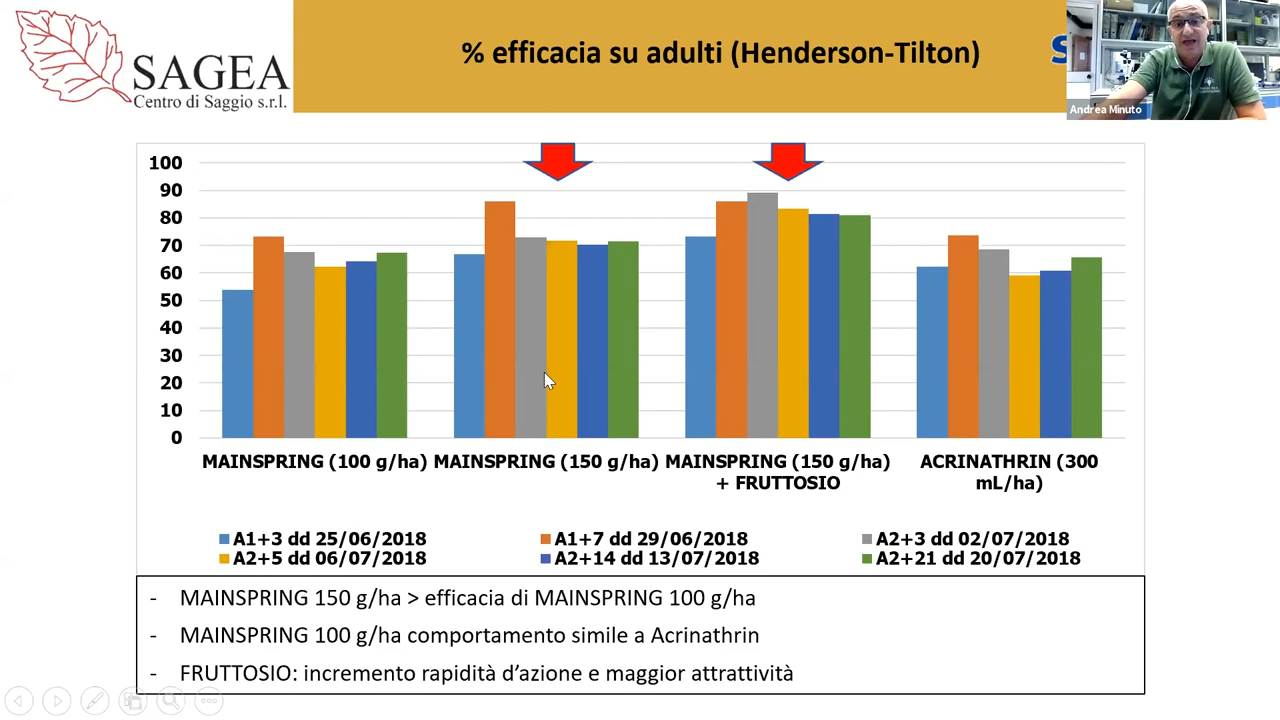 SAGEA
Centro di Saggio s.r.l.
% efficacia su adulti (Henderson-Tilton)
S
Andrea Minuto
100
90
80
70
60
50
40
30
20
10
0
MAINSPRING (100 g/ha)
MAINSPRING (150 g/ha)
MAINSPRING (150 g/ha)
+ FRUTTOSIO
ACRINATHRIN (300
mL/ha)
A1+3 dd 25/06/2018
A1+7 dd 29/06/2018
A2+3 dd 02/07/2018
A2+5 dd 06/07/2018
A2+14 dd 13/07/2018
A2+21 dd 20/07/2018
- MAINSPRING 150 g/ha > efficacia di MAINSPRING 100 g/ha
- MAINSPRING 100 g/ha comportamento simile a Acrinathrin
- FRUTTOSIO: incremento rapidità d’azione e maggior attrattività